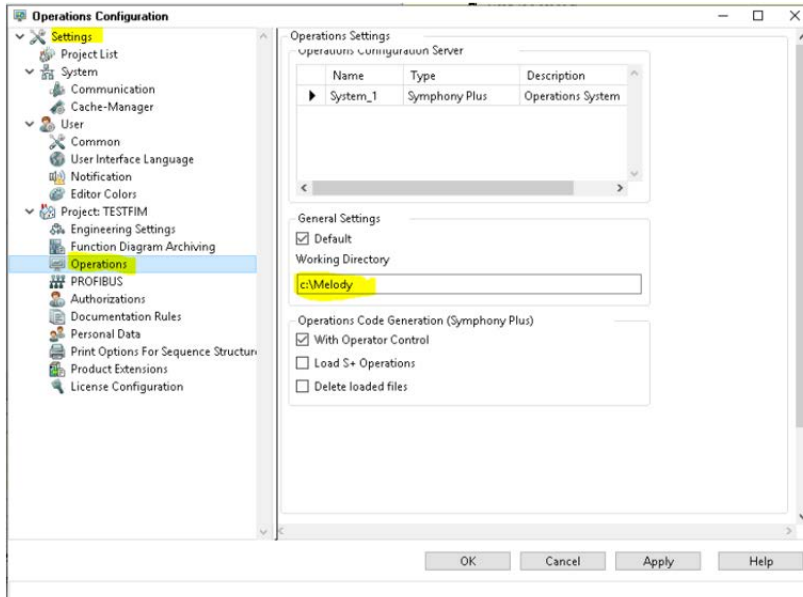 Operations Configuration
Settings
Project List
System
Communication
Cache-Manager
User
Common
User Interface Language
Notification
Editor Colors
Project: TESTFIM
Engineering Settings
Function Diagram Archiving
Operations
PROFIBUS
Authorizations
Documentation Rules
Personal Data
Print Options For Sequence Structure
Product Extensions
License Configuration
Operations Settings
Operations Configuration Server
Name Type Description
System_1 Symphony Plus Operations System
General Settings
Default
Working Directory
c:\Melody
Operations Code Generation (Symphony Plus)
With Operator Control
Load S+ Operations
Delete loaded files
OK Cancel Apply Help